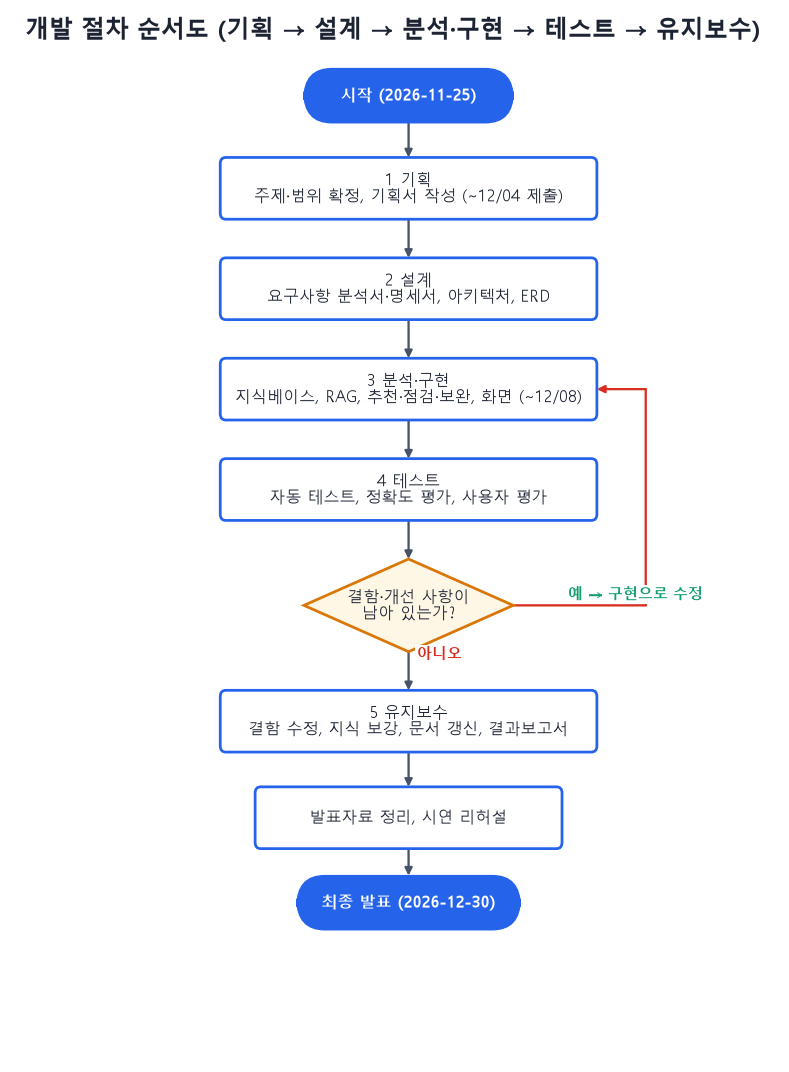 개발 절차 순서도 (기획 → 설계 → 분석·구현 → 테스트 → 유지보수)
시작 (2026-11-25)
1 기획
주제·범위 확정, 기획서 작성 (~12/04 제출)
2 설계
요구사항 분석서·명세서, 아키텍처, ERD
3 분석·구현
지식베이스, RAG, 추천·점검·보완, 화면 (~12/08)
4 테스트
자동 테스트, 정확도 평가, 사용자 평가
결함·개선 사항이
남아 있는가?
예 → 구현으로 수정
아니오
5 유지보수
결함 수정, 지식 보강, 문서 갱신, 결과보고서
발표자료 정리, 시연 리허설
최종 발표 (2026-12-30)